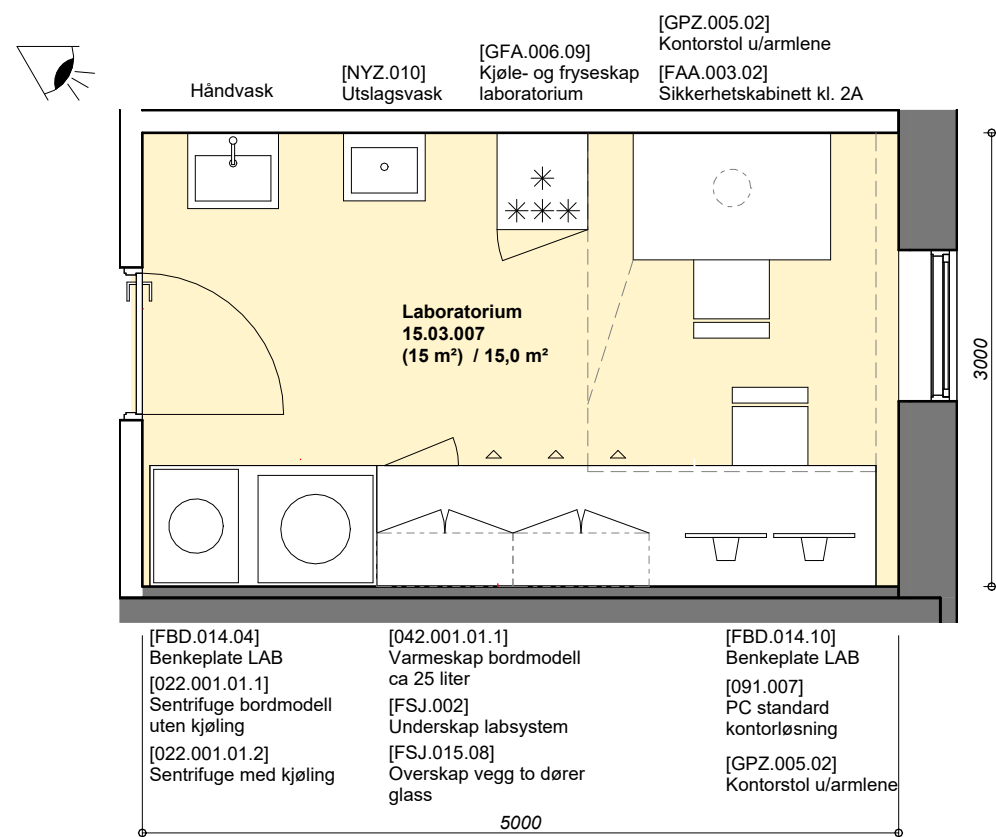 [GPZ.005.02]
Kontorstol u/armlene
[GFA.006.09]
Kjøle- og fryseskap
laboratorium
[NYZ.010]
Utslagsvask
Håndvask
[FAA.003.02]
Sikkerhetskabinett kl. 2A
Laboratorium
15.03.007
(15 m²) / 15,0 m²
3000
[FBD.014.04]
Benkeplate LAB
[022.001.01.1]
Sentrifuge bordmodell
uten kjøling
[022.001.01.2]
Sentrifuge med kjøling
[042.001.01.1]
Varmeskap bordmodell
ca 25 liter
[FSJ.002]
Underskap labsystem
[FSJ.015.08]
Overskap vegg to dører
glass
[FBD.014.10]
Benkeplate LAB
[091.007]
PC standard
kontorløsning
[GPZ.005.02]
Kontorstol u/armlene
5000